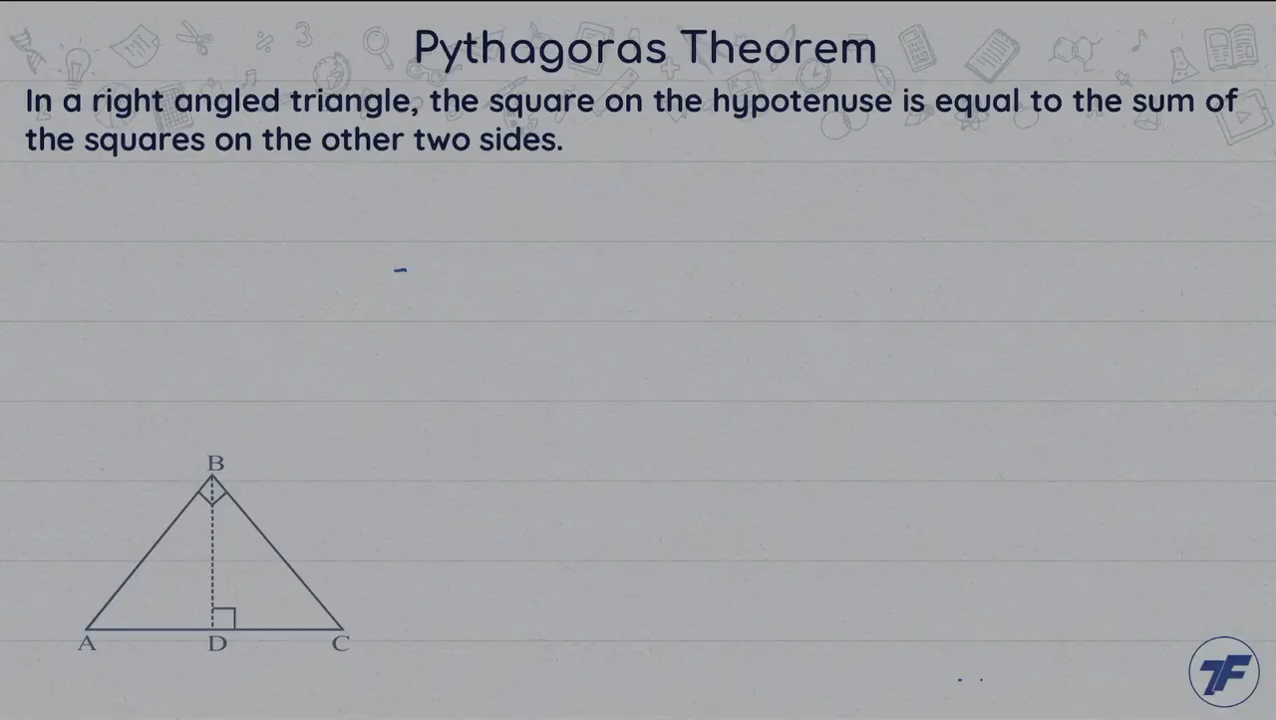 Pythagoras Theorem
In a right angled triangle, the square on the hypotenuse is equal to the sum of
the squares on the other two sides.
B
A D C